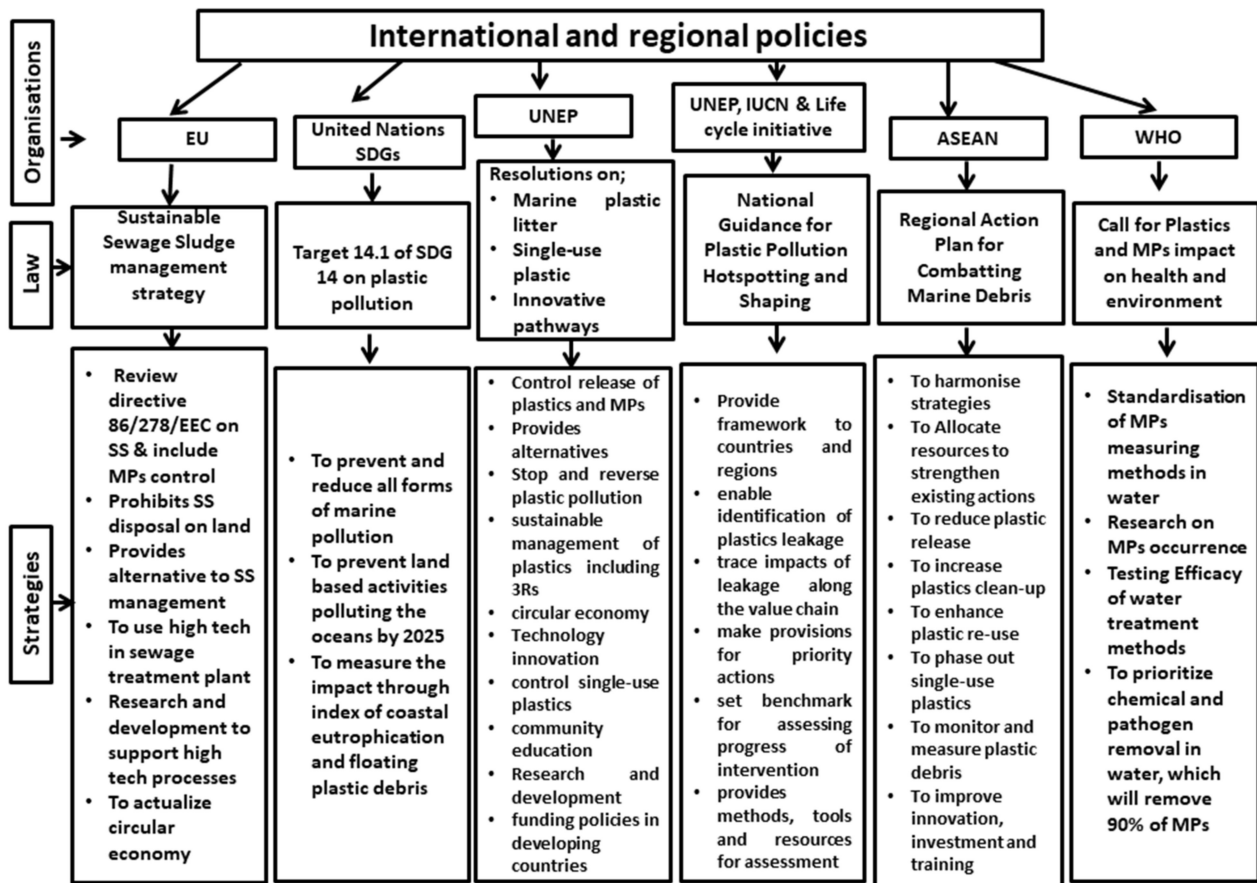 International and regional policies
Organisations
EU
United Nations
SDGs
UNEP
UNEP, IUCN & Life
cycle initiative
ASEAN
WHO
Law
Sustainable
Sewage Sludge
management
strategy
Target 14.1 of SDG
14 on plastic
pollution
Resolutions on;
• Marine plastic
litter
• Single-use
plastic
• Innovative
pathways
National
Guidance for
Plastic Pollution
Hotspotting and
Shaping
Regional Action
Plan for
Combatting
Marine Debris
Call for Plastics
and MPs impact
on health and
environment
Strategies
• Review
directive
86/278/EEC on
SS & include
MPs control
• Prohibits SS
disposal on land
• Provides
alternative to SS
management
• To use high tech
in sewage
treatment plant
• Research and
development to
support high
tech processes
• To actualize
circular
economy
• To prevent and
reduce all forms
of marine
pollution
• To prevent land
based activities
polluting the
oceans by 2025
• To measure the
impact through
index of coastal
eutrophication
and floating
plastic debris
• Control release of
plastics and MPs
• Provides
alternatives
• Stop and reverse
plastic pollution
• sustainable
management of
plastics including
3Rs
• circular economy
• Technology
innovation
• control single-use
plastics
• community
education
• Research and
development
• funding policies in
developing
countries
• Provide
framework to
countries and
regions
• enable
identification of
plastics leakage
• trace impacts of
leakage along
the value chain
• make provisions
for priority
actions
• set benchmark
for assessing
progress of
intervention
• provides
methods, tools
and resources
for assessment
• To harmonise
strategies
• To Allocate
resources to
strengthen
existing actions
• To reduce plastic
release
• To increase
plastics clean-up
• To enhance
plastic re-use
• To phase out
single-use
plastics
• To monitor and
measure plastic
debris
• To improve
innovation,
investment and
training
• Standardisation
of MPs
measuring
methods in
water
• Research on
MPs occurrence
• Testing Efficacy
of water
treatment
methods
• To prioritize
chemical and
pathogen
removal in
water, which
will remove
90% of MPs